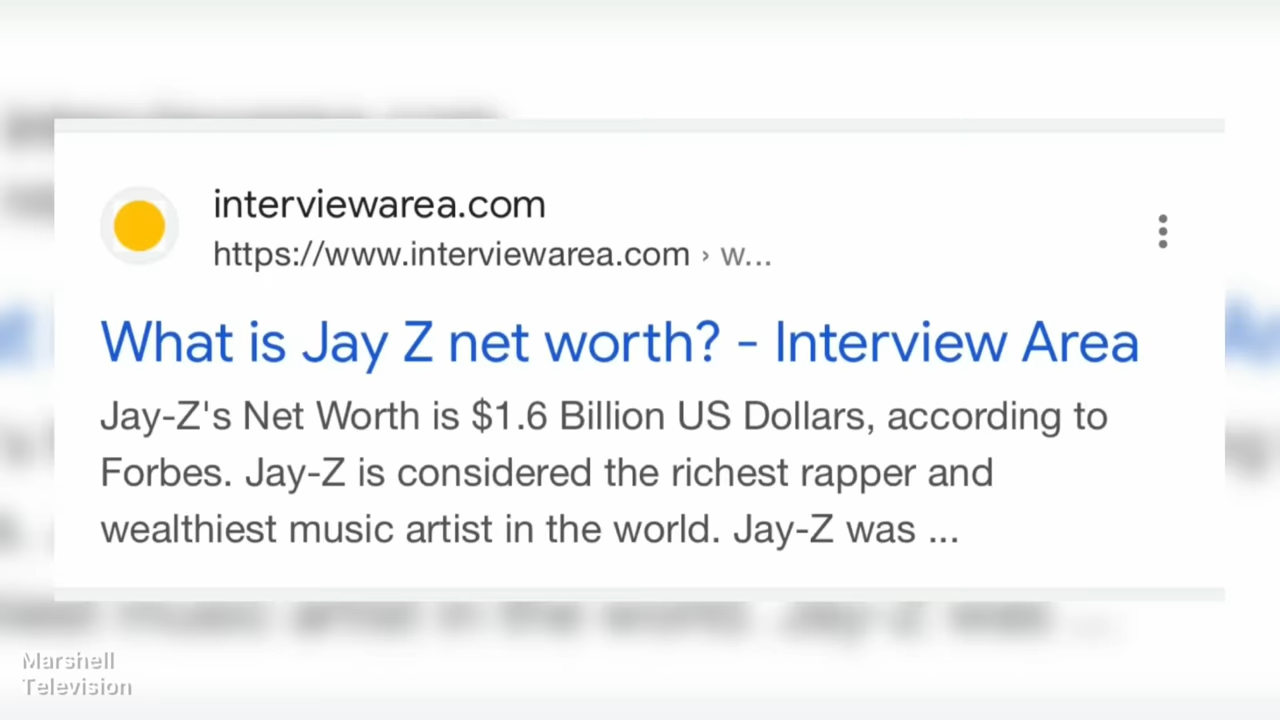 interviewarea.com
https://www.interviewarea.com › w...
What is Jay Z net worth? - Interview Area
Jay-Z's Net Worth is $1.6 Billion US Dollars, according to
Forbes. Jay-Z is considered the richest rapper and
wealthiest music artist in the world. Jay-Z was ...
Marshell
Television